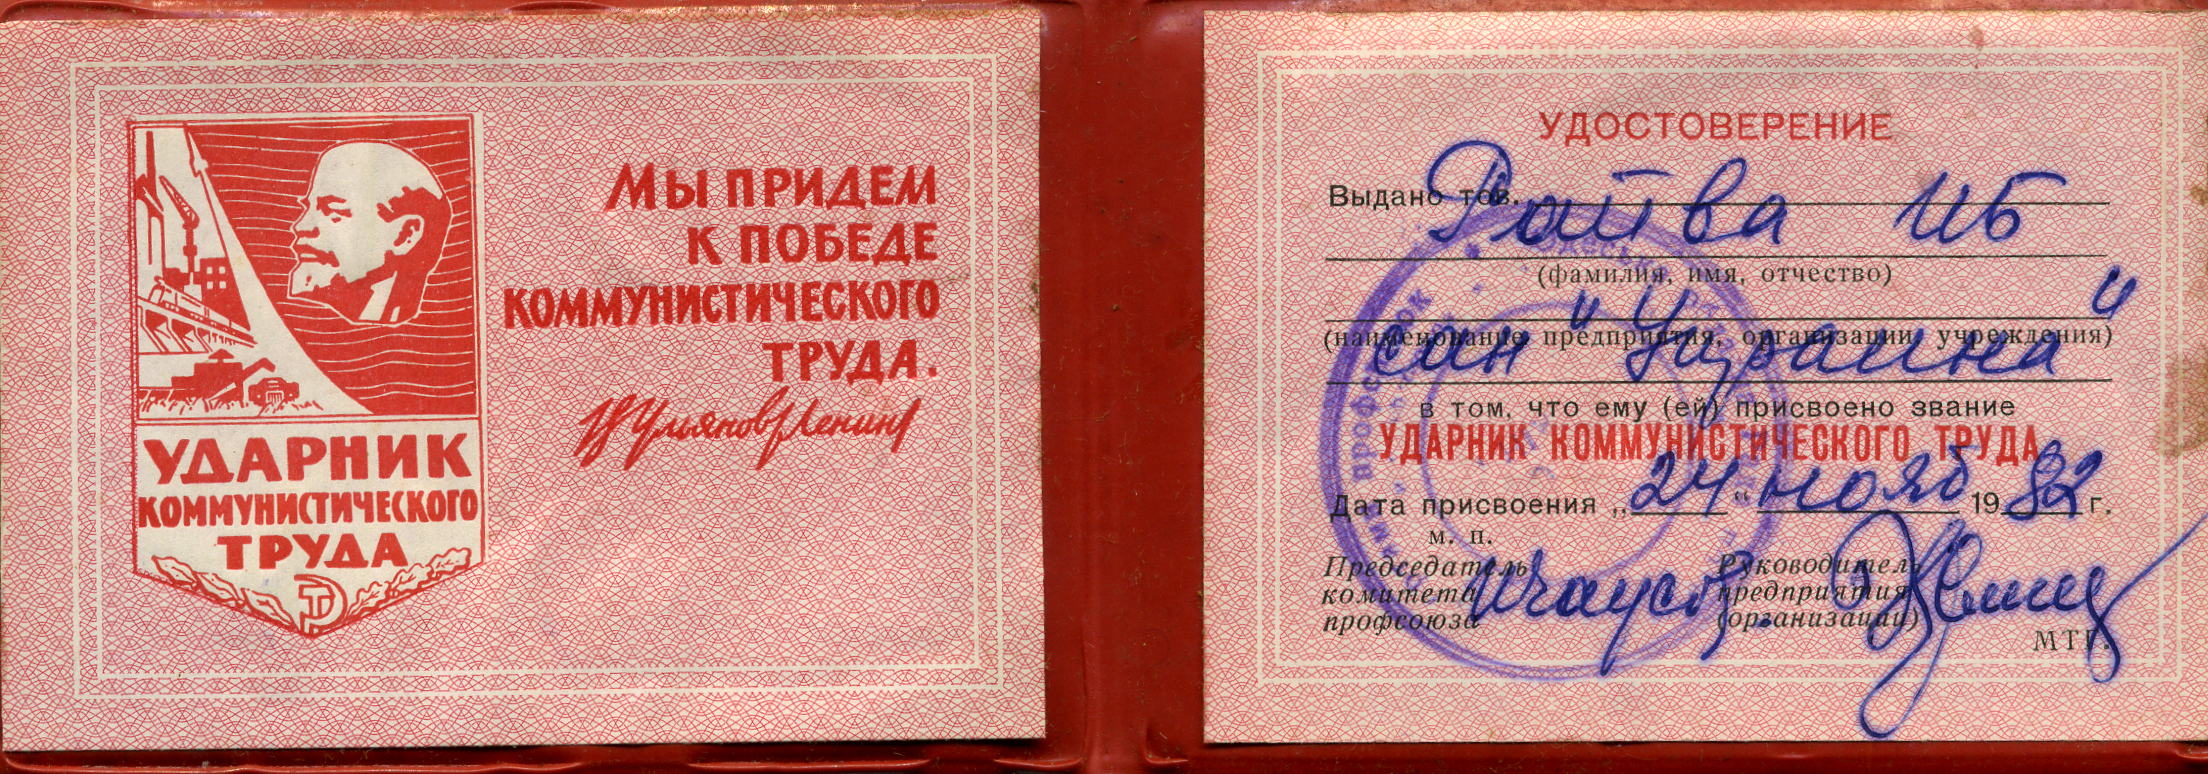 УДАРНИК
КОММУНИСТИЧЕСКОГО
ТРУДА
МЫ ПРИДЕМ
К ПОБЕДЕ
КОММУНИСТИЧЕСКОГО
ТРУДА.
В Ульянов (Ленин)
УДОСТОВЕРЕНИЕ
Выдано тов. Ратва И Б
(фамилия, имя, отчество)
(наименование предприятия, организации, учреждения)
сан "Украина"
в том, что ему (ей) присвоено звание
УДАРНИК КОММУНИСТИЧЕСКОГО ТРУДА
Дата присвоения „24" нояб 1982 г.
м. п.
Председатель
комитета
профсоюза
Руководитель
предприятия
(организации)
МТГ.